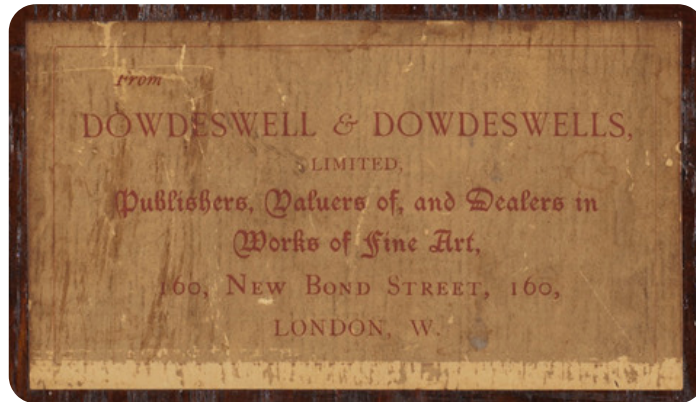 From
DOWDESWELL & DOWDESWELLS,
LIMITED,
Publishers, Valuers of, and Dealers in
Works of Fine Art,
160, NEW BOND STREET, 160,
LONDON, W.